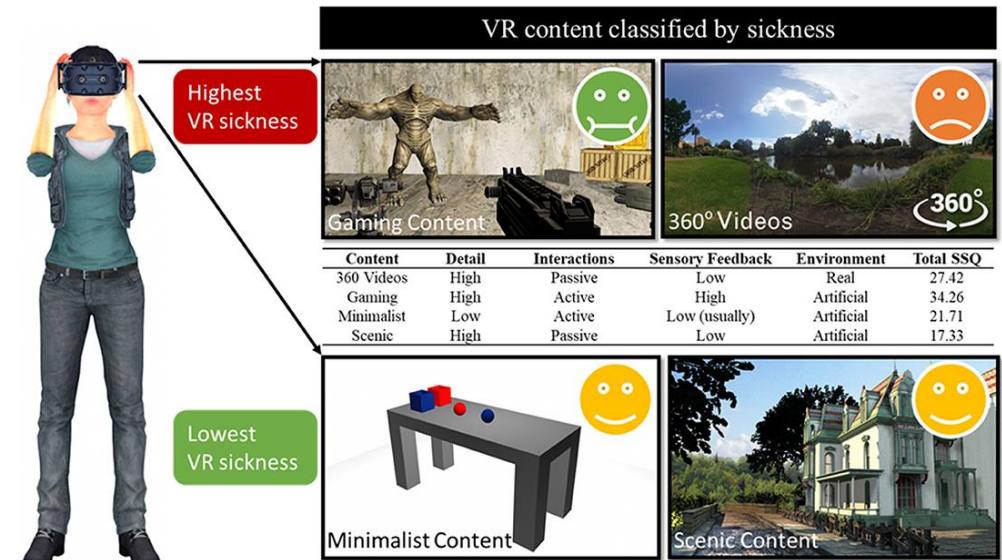 VR content classified by sickness
Highest
VR sickness
Gaming Content
360° Videos
360°
Content Detail Interactions Sensory Feedback Environment Total SSQ
360 Videos High Passive Low Real 27.42
Gaming High Active High Artificial 34.26
Minimalist Low Active Low (usually) Artificial 21.71
Scenic High Passive Low Artificial 17.33
Lowest
VR sickness
Minimalist Content
Scenic Content